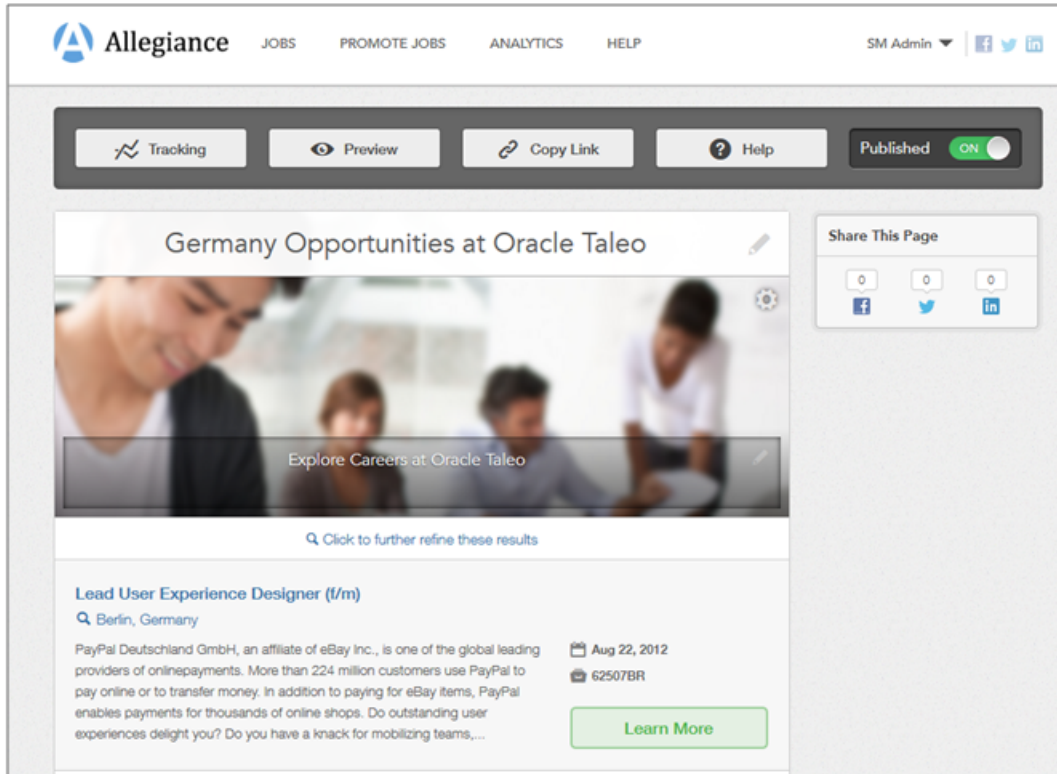 Allegiance JOBS PROMOTE JOBS ANALYTICS HELP SM Admin
Tracking Preview Copy Link Help Published ON
Germany Opportunities at Oracle Taleo
Share This Page
0 0 0
Explore Careers at Oracle Taleo
Click to further refine these results
Lead User Experience Designer (f/m)
Berlin, Germany
PayPal Deutschland GmbH, an affiliate of eBay Inc., is one of the global leading
providers of onlinepayments. More than 224 million customers use PayPal to
pay online or to transfer money. In addition to paying for eBay items, PayPal
enables payments for thousands of online shops. Do outstanding user
experiences delight you? Do you have a knack for mobilizing teams,...
Aug 22, 2012
62507BR
Learn More